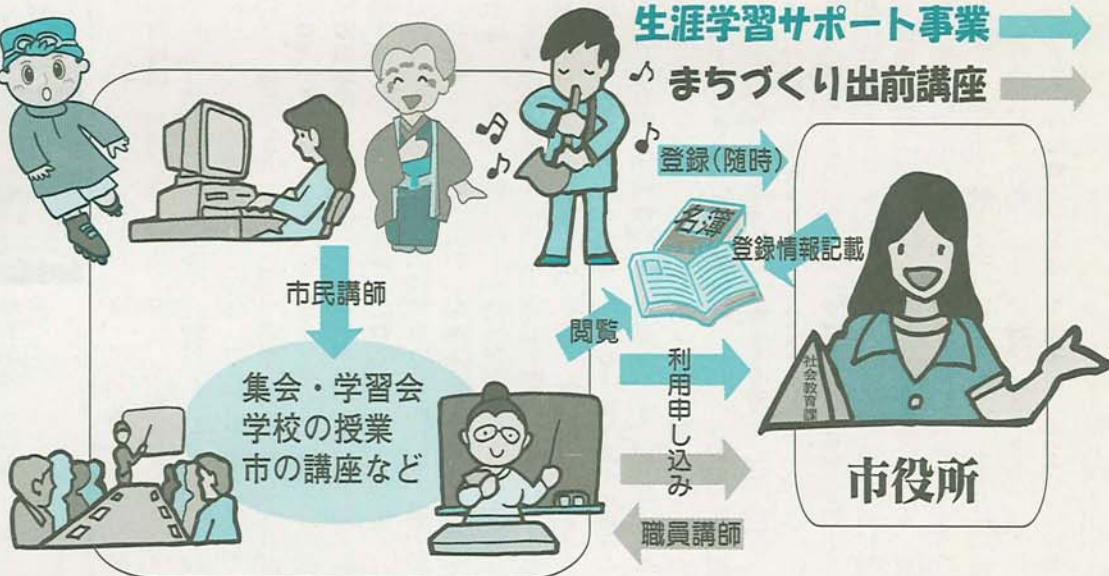 生涯学習サポート事業
まちづくり出前講座
登録(随時)
名簿
登録情報記載
市民講師
閲覧
集会・学習会
学校の授業
市の講座など
利用申し込み
社会教育課
市役所
職員講師